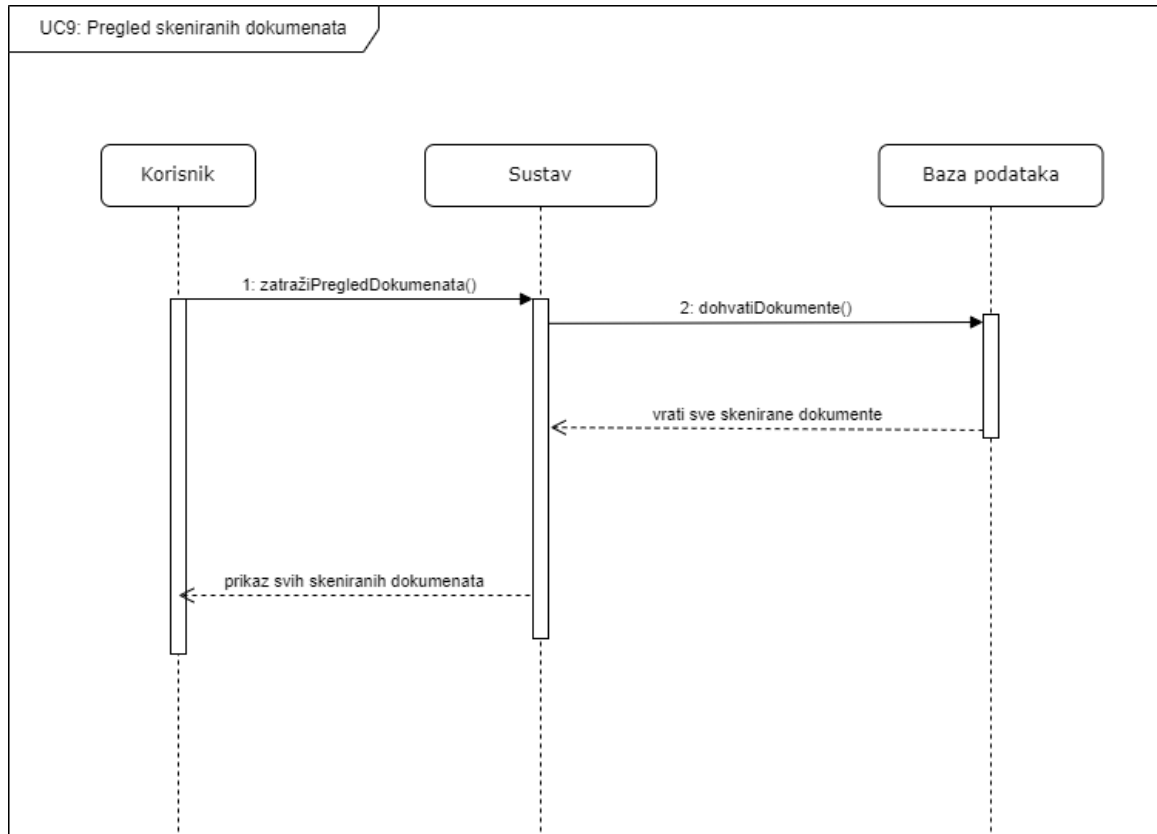 UC9: Pregled skeniranih dokumenata
Korisnik
Sustav
Baza podataka
1: zatražiPregledDokumenata()
2: dohvatiDokumente()
vrati sve skenirane dokumente
prikaz svih skeniranih dokumenata